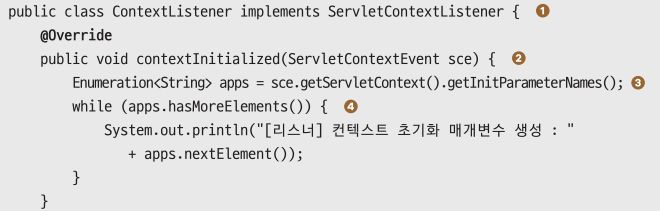 public class ContextListener implements ServletContextListener { ❶
    @Override
    public void contextInitialized(ServletContextEvent sce) { ❷
        Enumeration<String> apps = sce.getServletContext().getInitParameterNames(); ❸
        while (apps.hasMoreElements()) { ❹
            System.out.println("[리스너] 컨텍스트 초기화 매개변수 생성 : "
               + apps.nextElement());
        }
    }